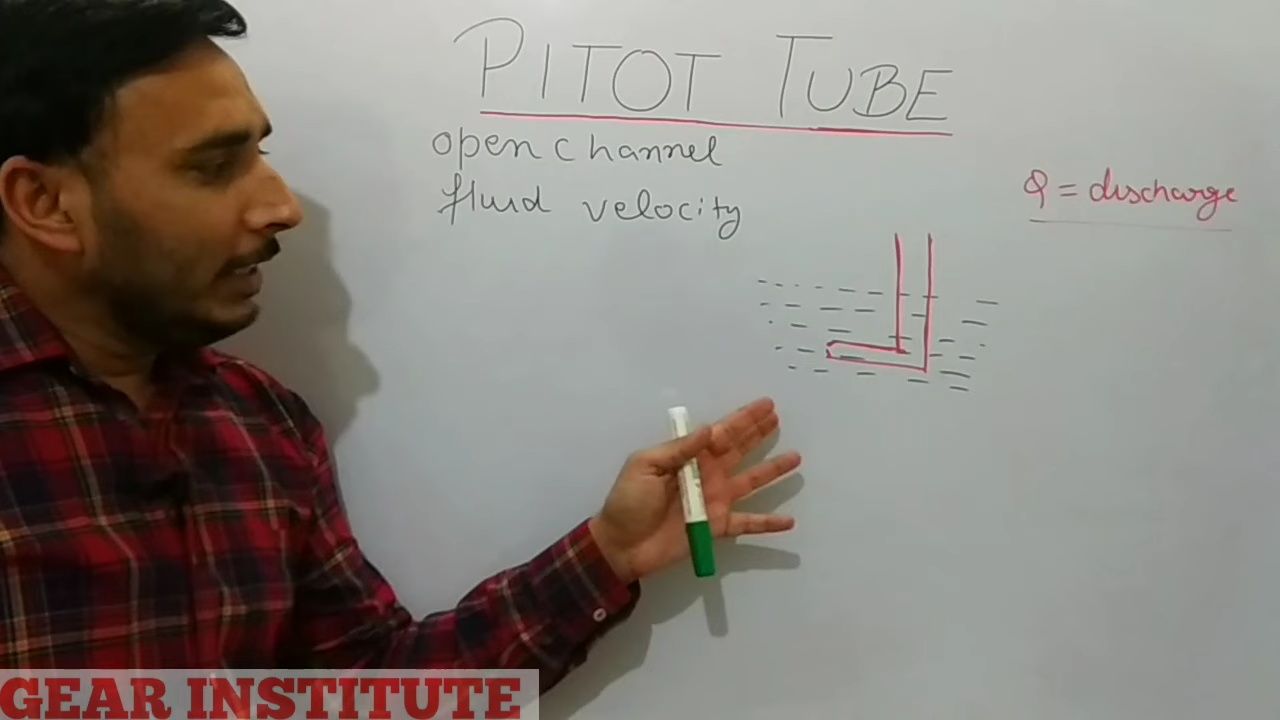 PITOT TUBE
open channel
fluid velocity
Q = discharge
GEAR INSTITUTE